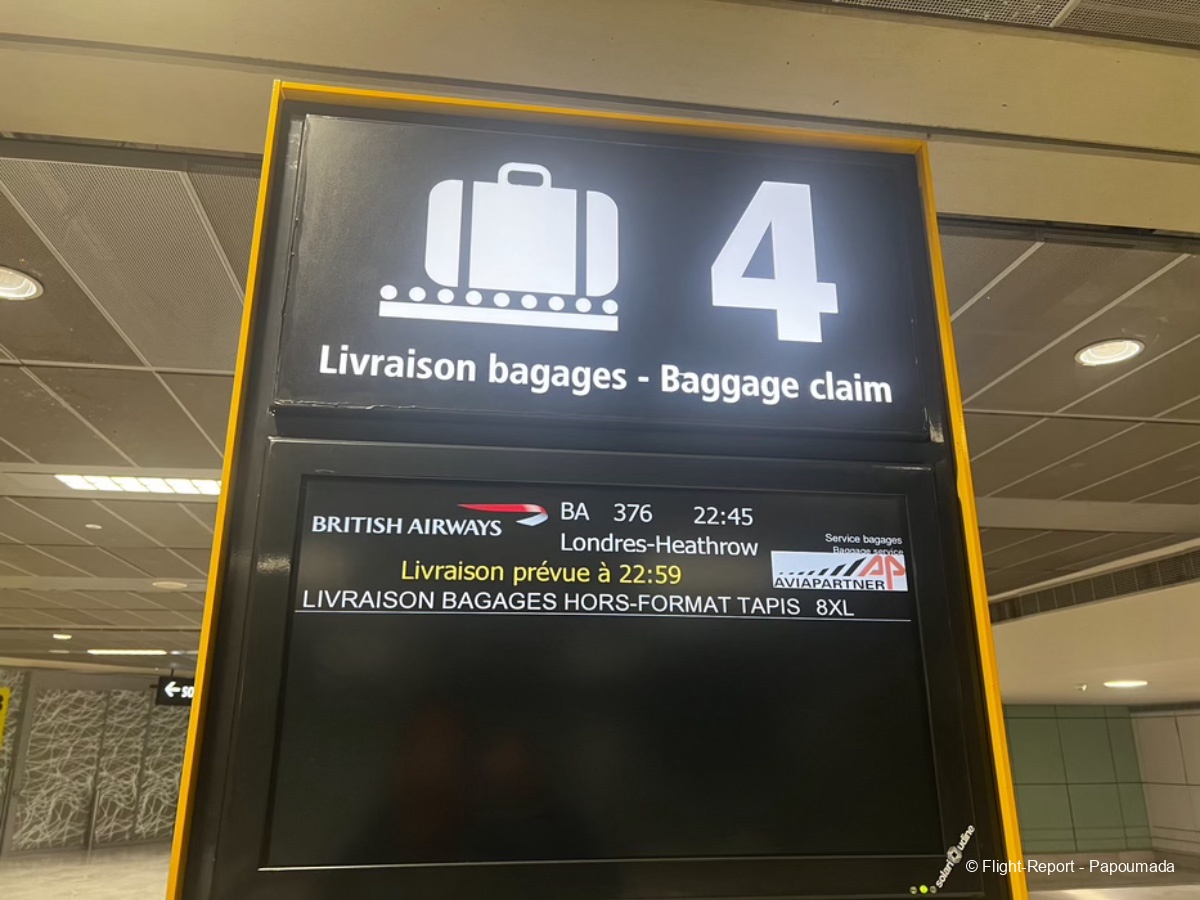 4
Livraison bagages - Baggage claim
BRITISH AIRWAYS
BA 376 22:45
Londres-Heathrow
Service bagages
Baggage service
Livraison prévue à 22:59
AP
AVIAPARTNER
LIVRAISON BAGAGES HORS-FORMAT TAPIS 8XL
← SO
solari udine
© Flight-Report - Papoumada